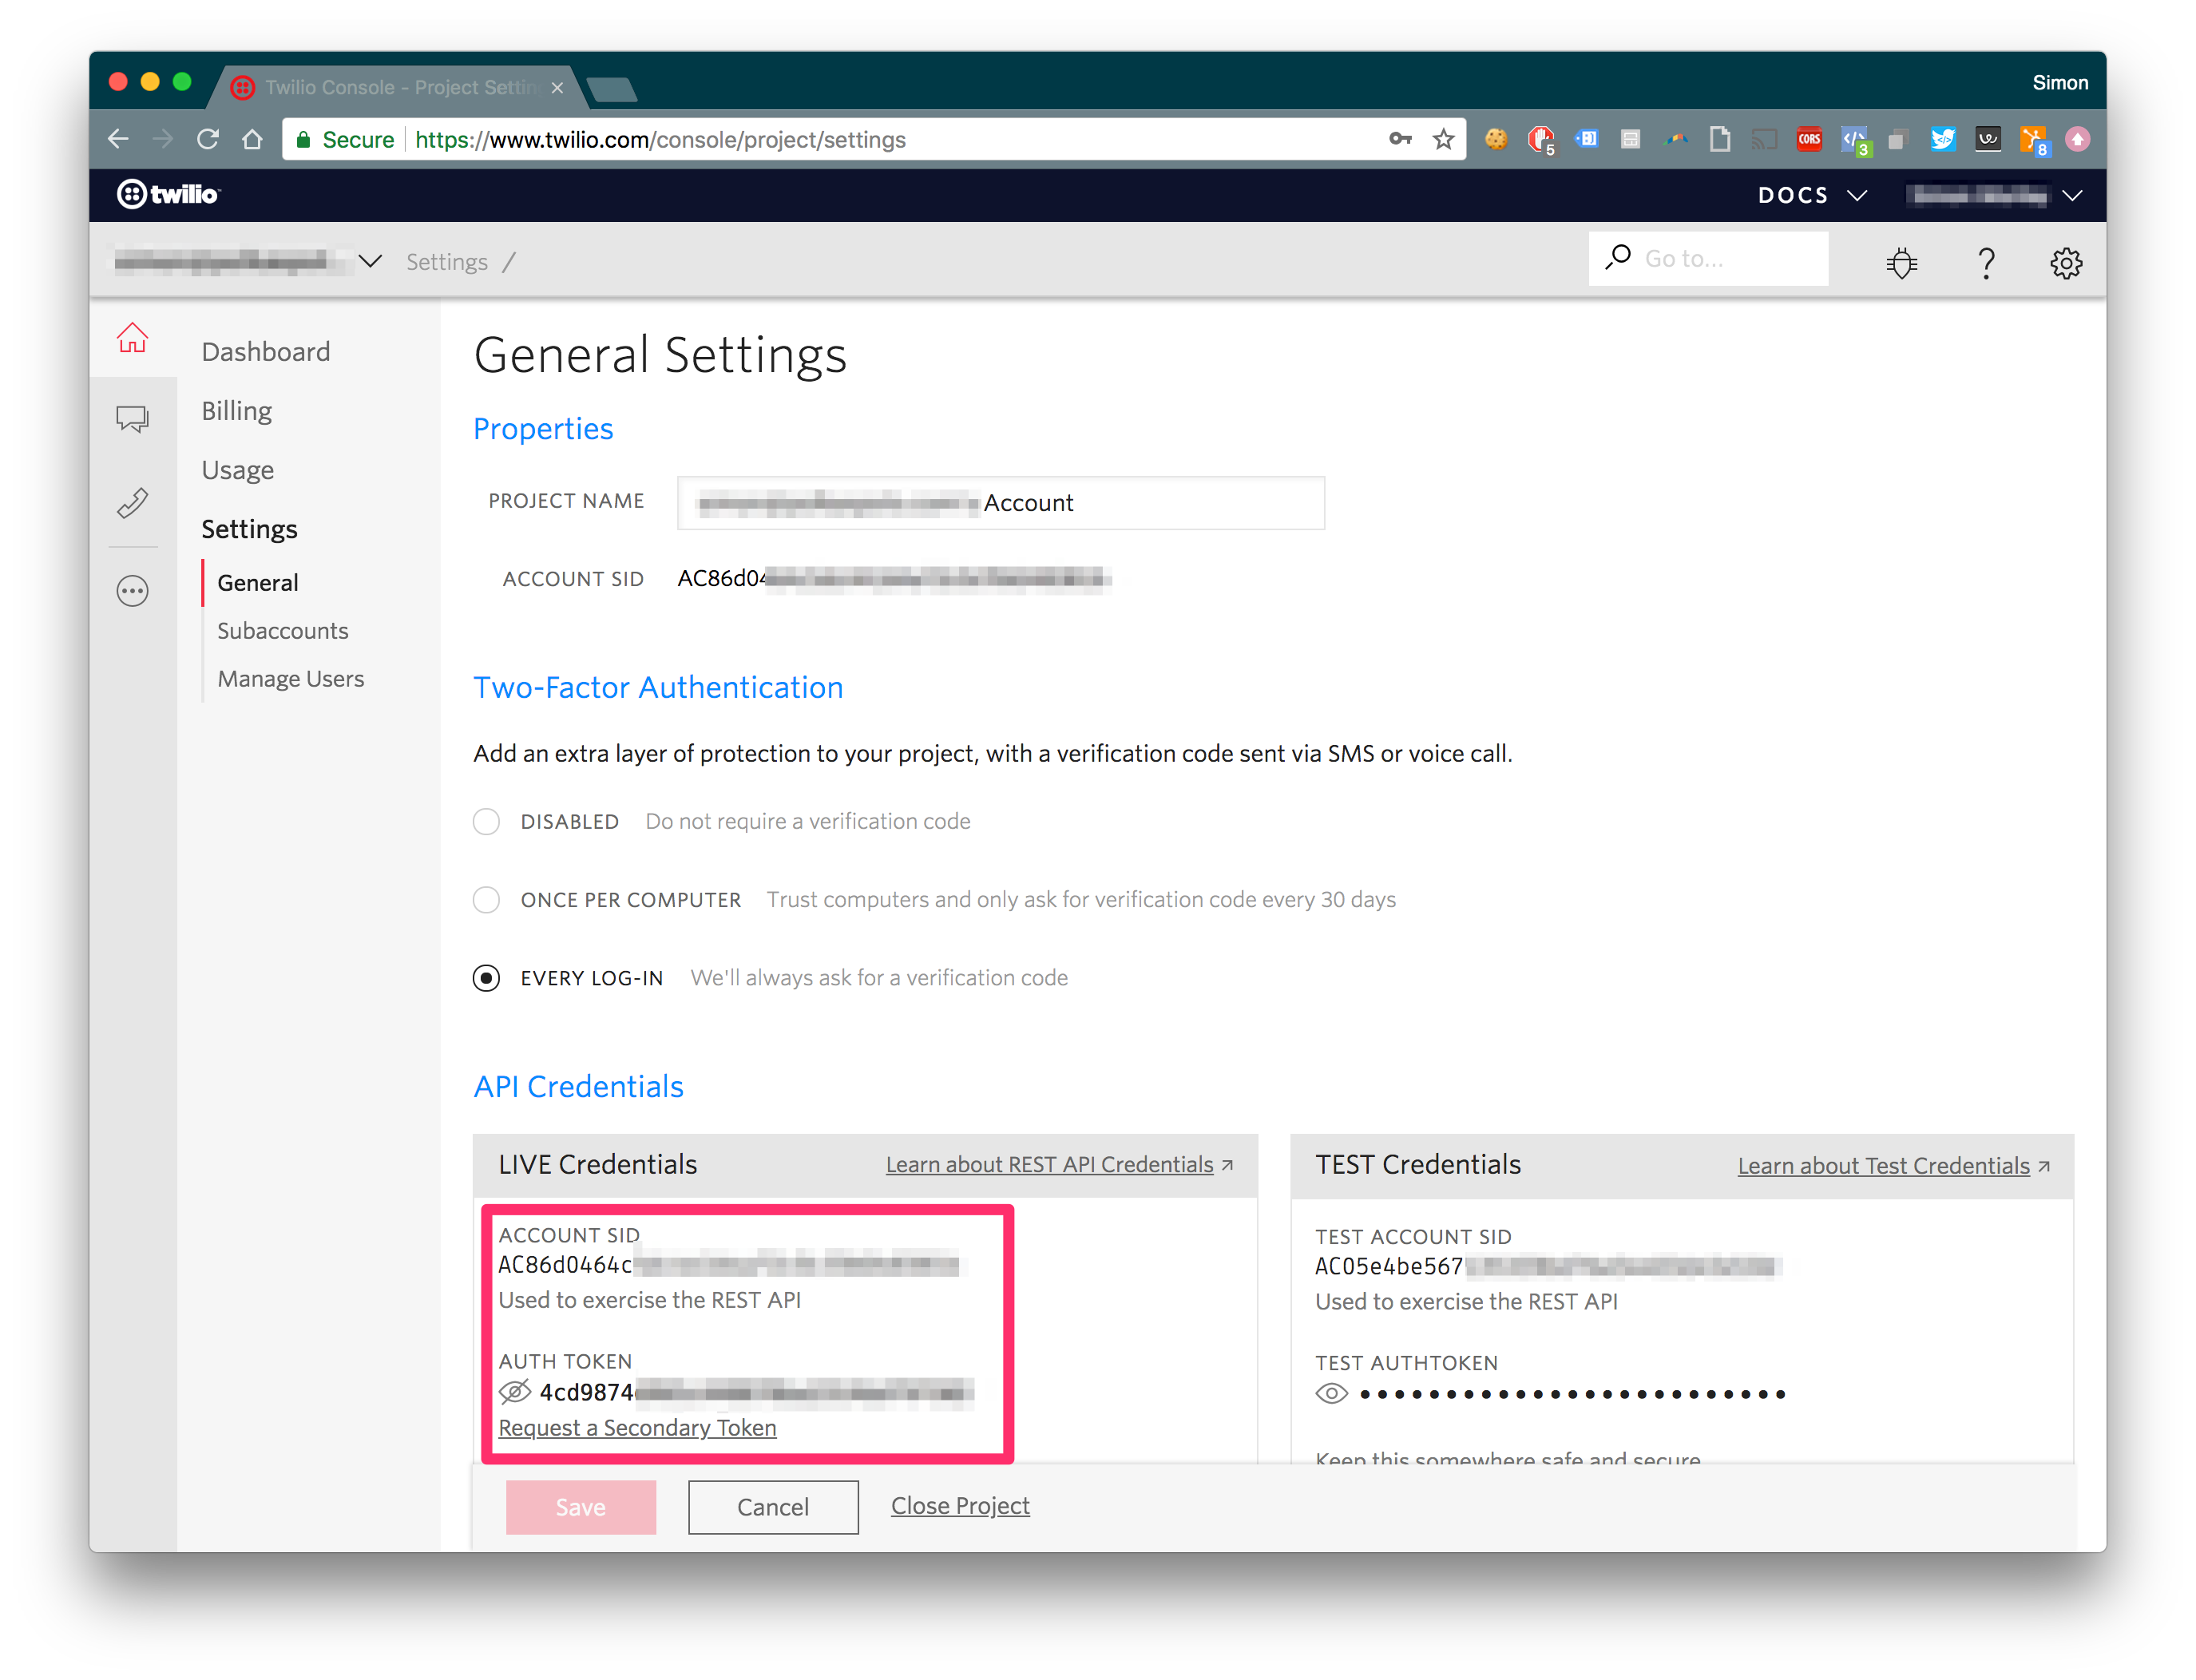 Simon
Twilio Console - Project Settin
Secure https://www.twilio.com/console/project/settings
5
CORS
3
8
twilio
DOCS
Settings /
Go to...
Dashboard
Billing
Usage
Settings
General
Subaccounts
Manage Users
General Settings
Properties
PROJECT NAME Account
ACCOUNT SID AC86d04
Two-Factor Authentication
Add an extra layer of protection to your project, with a verification code sent via SMS or voice call.
DISABLED Do not require a verification code
ONCE PER COMPUTER Trust computers and only ask for verification code every 30 days
EVERY LOG-IN We'll always ask for a verification code
API Credentials
LIVE Credentials Learn about REST API Credentials
ACCOUNT SID
AC86d0464c
Used to exercise the REST API
AUTH TOKEN
4cd9874
Request a Secondary Token
TEST Credentials Learn about Test Credentials
TEST ACCOUNT SID
AC05e4be567
Used to exercise the REST API
TEST AUTHTOKEN
Keep this somewhere safe and secure
Save Cancel Close Project